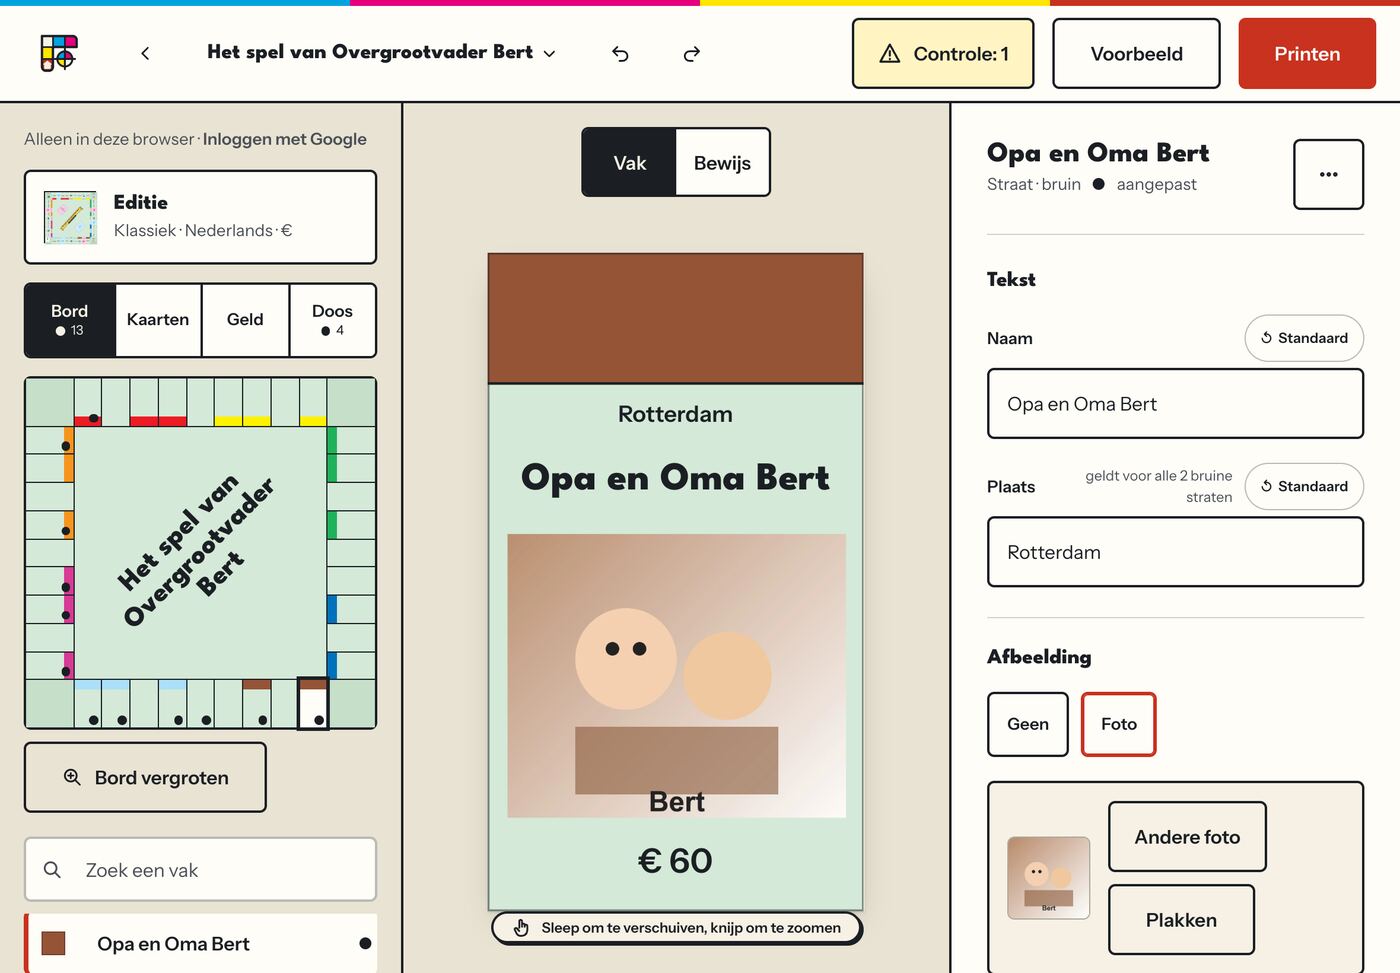 Het spel van Overgrootvader Bert
Controle: 1
Voorbeeld
Printen
Alleen in deze browser · Inloggen met Google
Editie
Klassiek · Nederlands · €
Bord
13
Kaarten
Geld
Doos
4
Het spel van
Overgrootvader
Bert
Bord vergroten
Zoek een vak
Opa en Oma Bert
Vak
Bewijs
Rotterdam
Opa en Oma Bert
Bert
€ 60
Sleep om te verschuiven, knijp om te zoomen
Opa en Oma Bert
Straat · bruin ● aangepast
Tekst
Naam
Standaard
Opa en Oma Bert
Plaats
geldt voor alle 2 bruine
straten
Standaard
Rotterdam
Afbeelding
Geen
Foto
Bert
Andere foto
Plakken